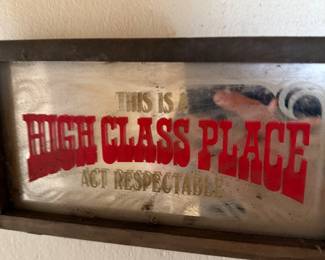 THIS IS A
HIGH CLASS PLACE
ACT RESPECTABLE